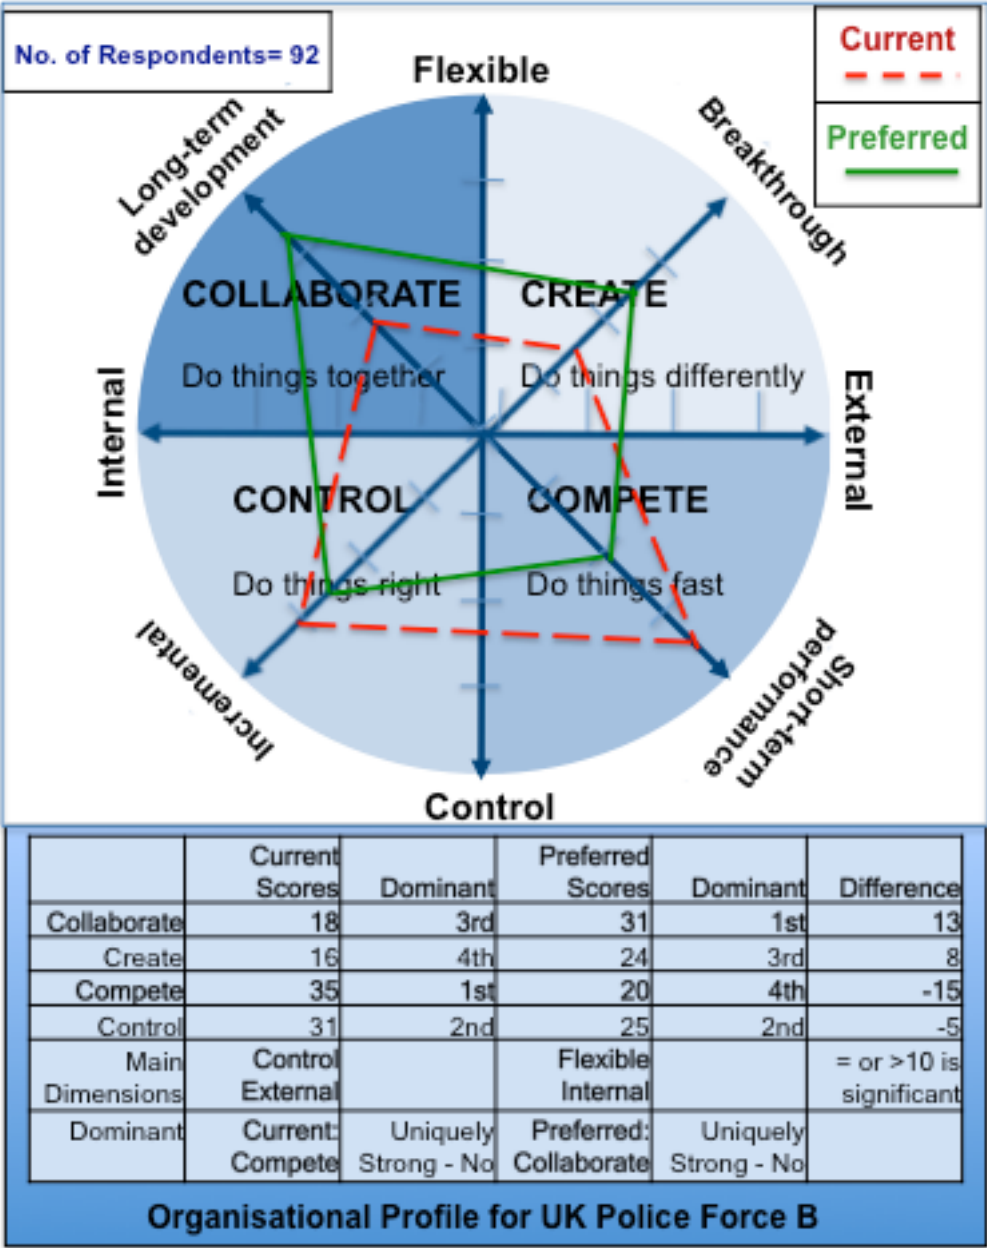 No. of Respondents= 92
Current
Preferred
Flexible
Long-term
development
Breakthrough
COLLABORATE
CREATE
Do things together
Do things differently
Internal
External
CONTROL
COMPETE
Do things right
Do things fast
Incremental
Short-term
performance
Control
Current Scores Dominant Preferred Scores Dominant Difference
Collaborate 18 3rd 31 1st 13
Create 16 4th 24 3rd 8
Compete 35 1st 20 4th -15
Control 31 2nd 25 2nd -5
Main Dimensions Control External Flexible Internal = or >10 is significant
Dominant Current: Compete Uniquely Strong - No Preferred: Collaborate Uniquely Strong - No
Organisational Profile for UK Police Force B